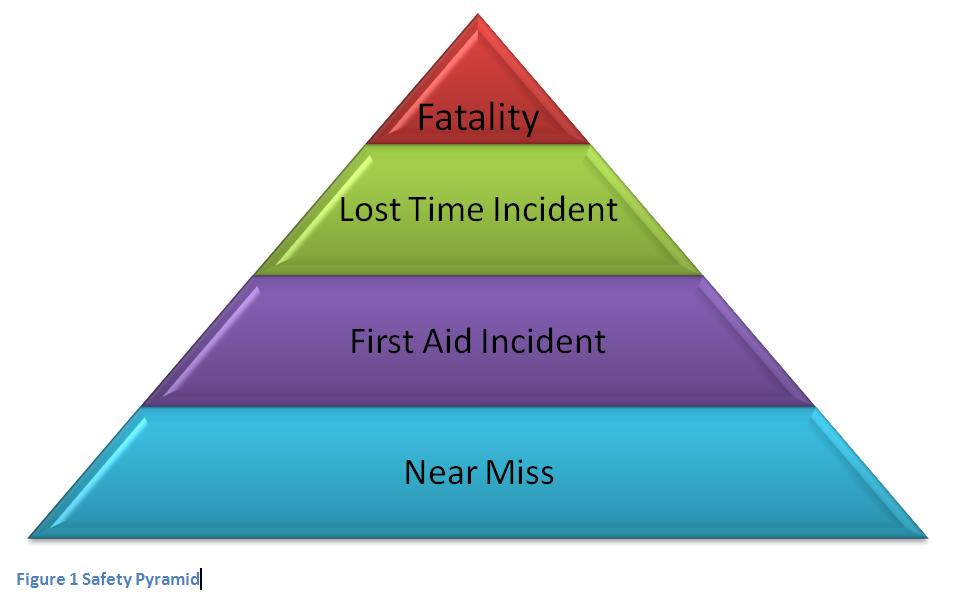 Fatality
Lost Time Incident
First Aid Incident
Near Miss
Figure 1 Safety Pyramid